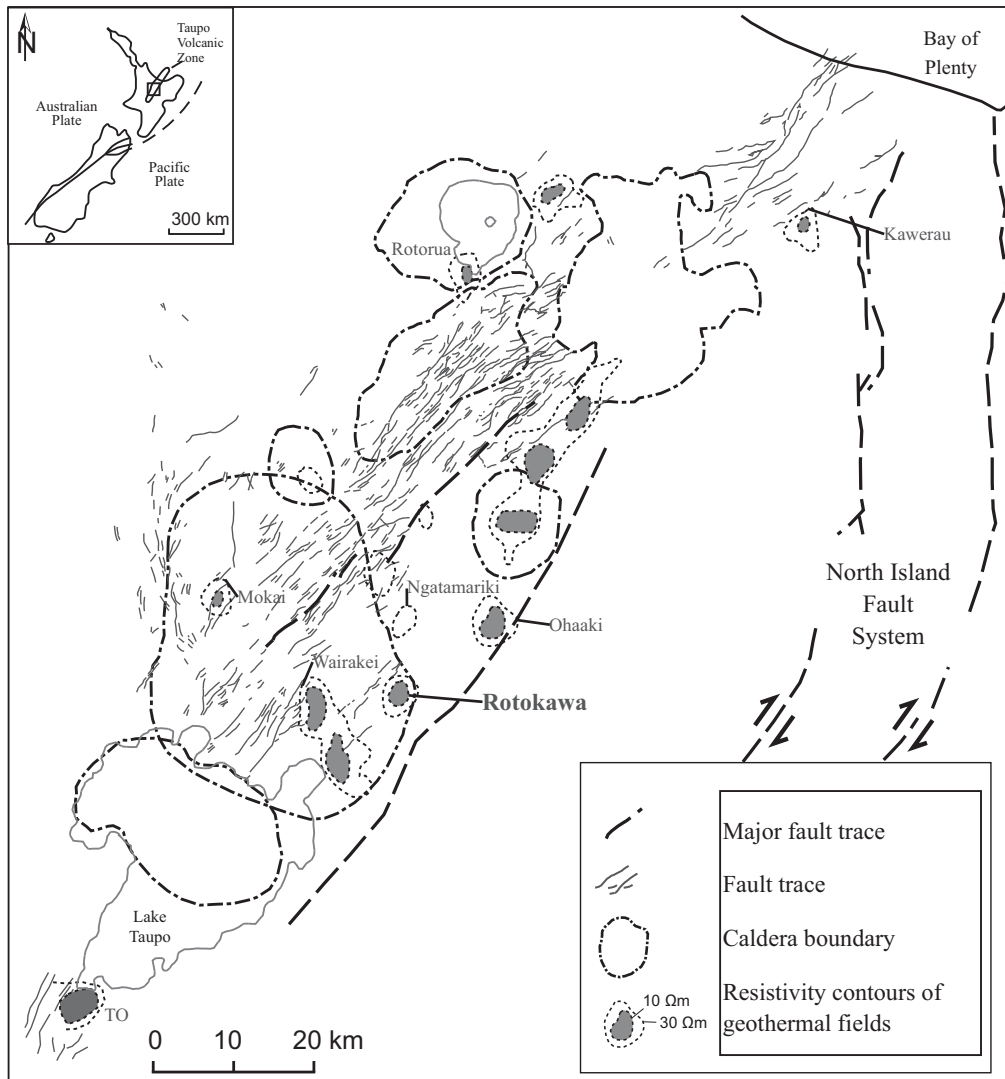 N
Taupo
Volcanic
Zone
Australian
Plate
Pacific
Plate
300 km
Bay of
Plenty
Rotorua
Kawerau
Mokai
Ngatamariki
Ohaaki
Wairakei
Rotokawa
North Island
Fault
System
Lake
Taupo
TO
0 10 20 km
Major fault trace
Fault trace
Caldera boundary
10 Ωm
30 Ωm
Resistivity contours of
geothermal fields